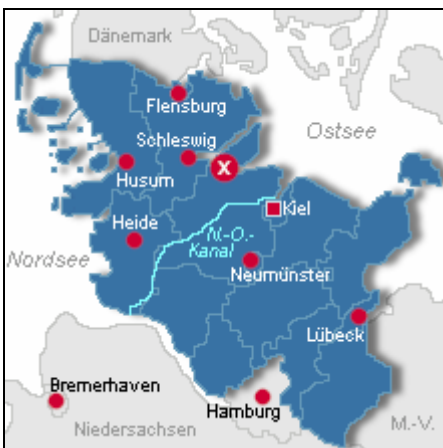 Dänemark
Flensburg
Ostsee
Schleswig
X
Husum
Kiel
Heide
N.-O.-
Kanal
Nordsee
Neumünster
Lübeck
Bremerhaven
Hamburg
M.-V.
Niedersachsen